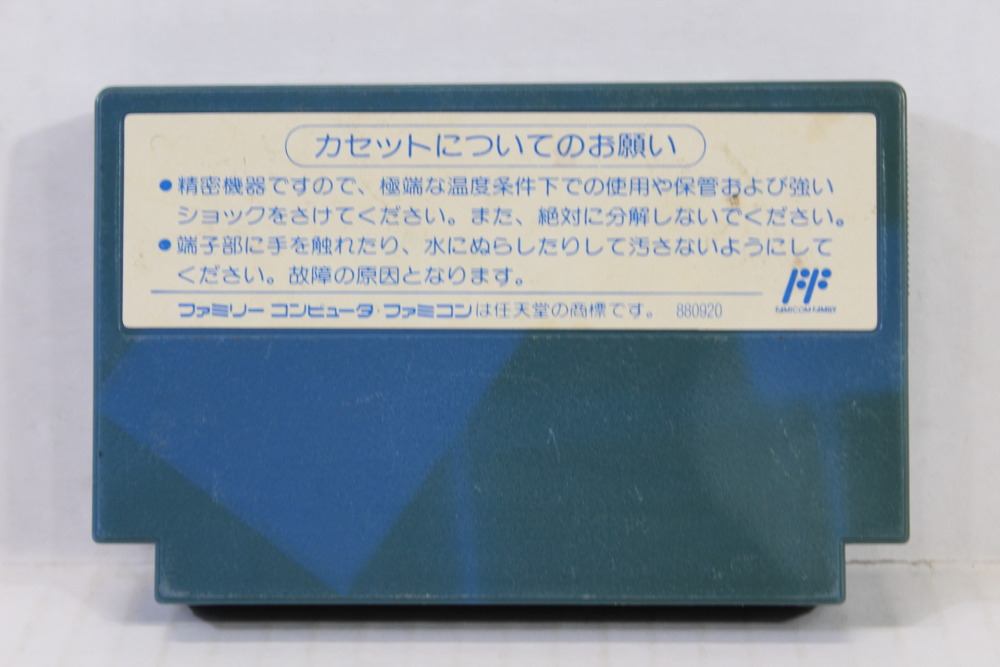 カセットについてのお願い
●精密機器ですので、極端な温度条件下での使用や保管および強い
ショックをさけてください。また、絶対に分解しないでください。
●端子部に手を触れたり、水にぬらしたりして汚さないようにして
ください。故障の原因となります。
FF
FAMICOM FAMILY
ファミリー コンピュータ・ファミコンは任天堂の商標です。 880920